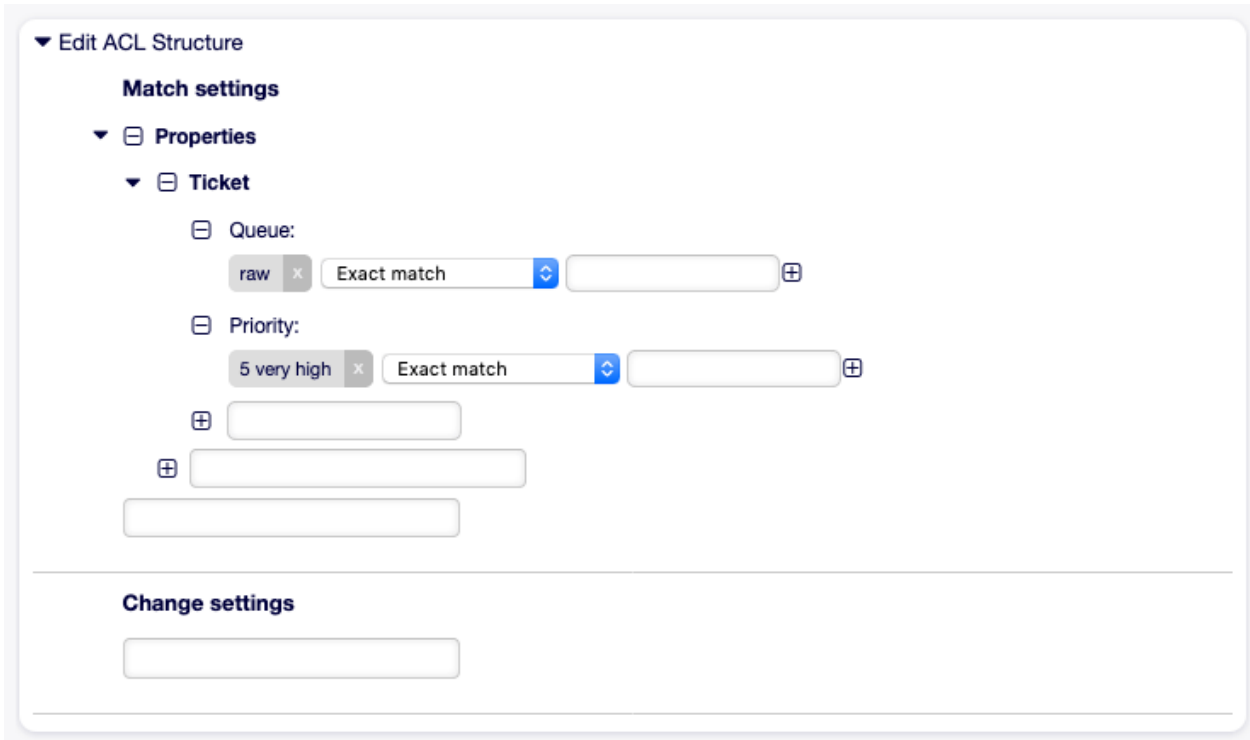 Edit ACL Structure
Match settings
Properties
Ticket
Queue:
raw x Exact match
Priority:
5 very high x Exact match
Change settings